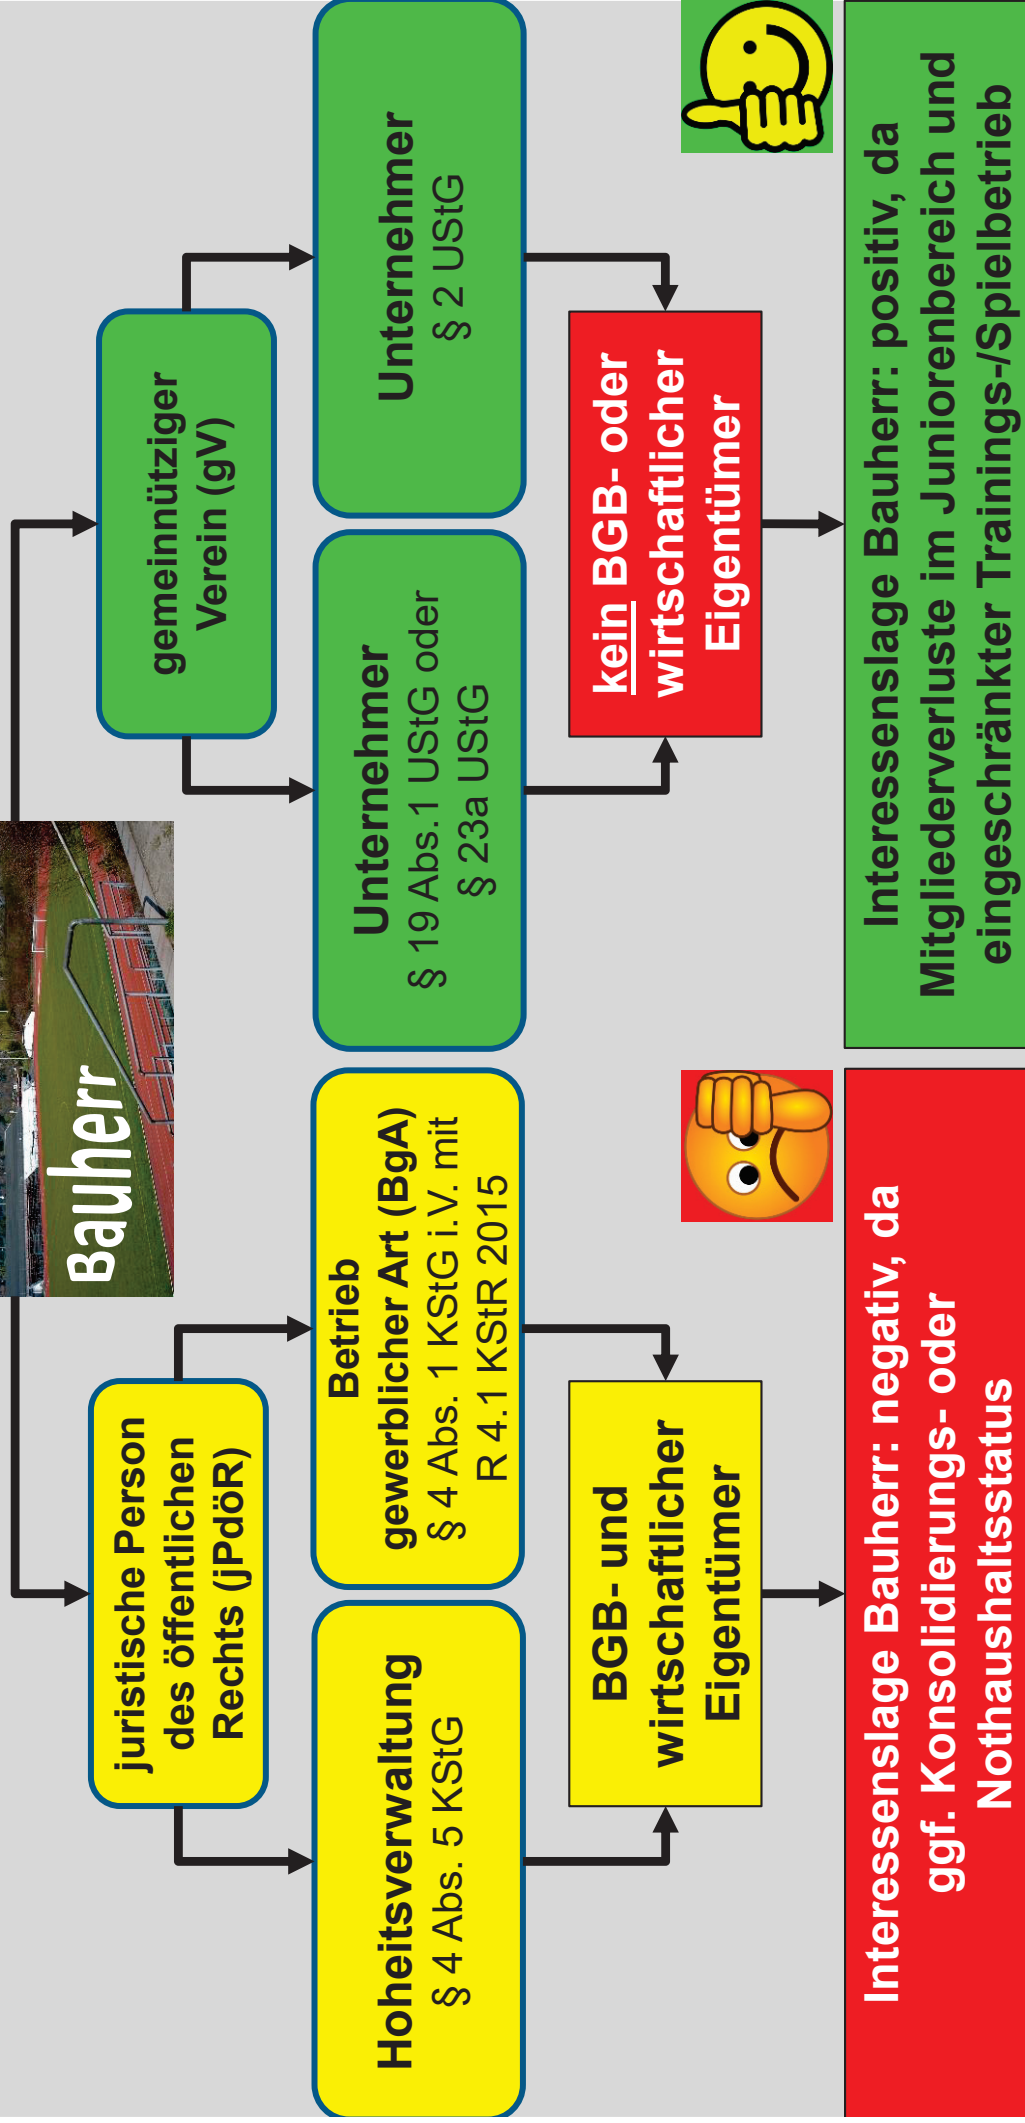 Bauherr
juristische Person
des öffentlichen
Rechts (jPdöR)
gemeinnütziger
Verein (gV)
Hoheitsverwaltung
§ 4 Abs. 5 KStG
Betrieb
gewerblicher Art (BgA)
§ 4 Abs. 1 KStG i.V. mit
R 4.1 KStR 2015
Unternehmer
§ 19 Abs.1 UStG oder
§ 23a UStG
Unternehmer
§ 2 UStG
BGB- und
wirtschaftlicher
Eigentümer
kein BGB- oder
wirtschaftlicher
Eigentümer
Interessenslage Bauherr: negativ, da
ggf. Konsolidierungs- oder
Nothaushaltsstatus
Interessenslage Bauherr: positiv, da
Mitgliederverluste im Juniorenbereich und
eingeschränkter Trainings-/Spielbetrieb